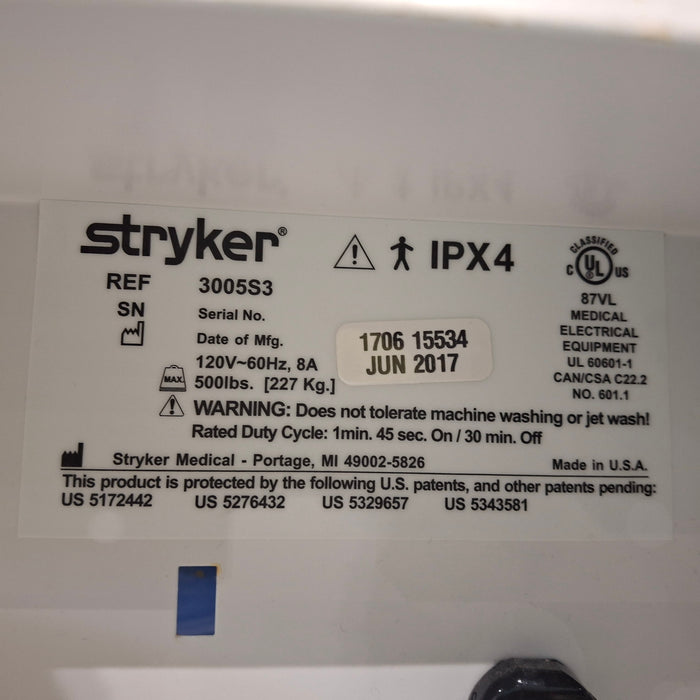 stryker®
IPX4
CLASSIFIED
C UL US
REF 3005S3
87VL
SN Serial No.
MEDICAL
ELECTRICAL
EQUIPMENT
UL 60601-1
CAN/CSA C22.2
NO. 601.1
Date of Mfg.
1706 15534
JUN 2017
120V~60Hz, 8A
MAX 500lbs. [227 Kg.]
WARNING: Does not tolerate machine washing or jet wash!
Rated Duty Cycle: 1min. 45 sec. On / 30 min. Off
Stryker Medical - Portage, MI 49002-5826 Made in U.S.A.
This product is protected by the following U.S. patents, and other patents pending:
US 5172442 US 5276432 US 5329657 US 5343581